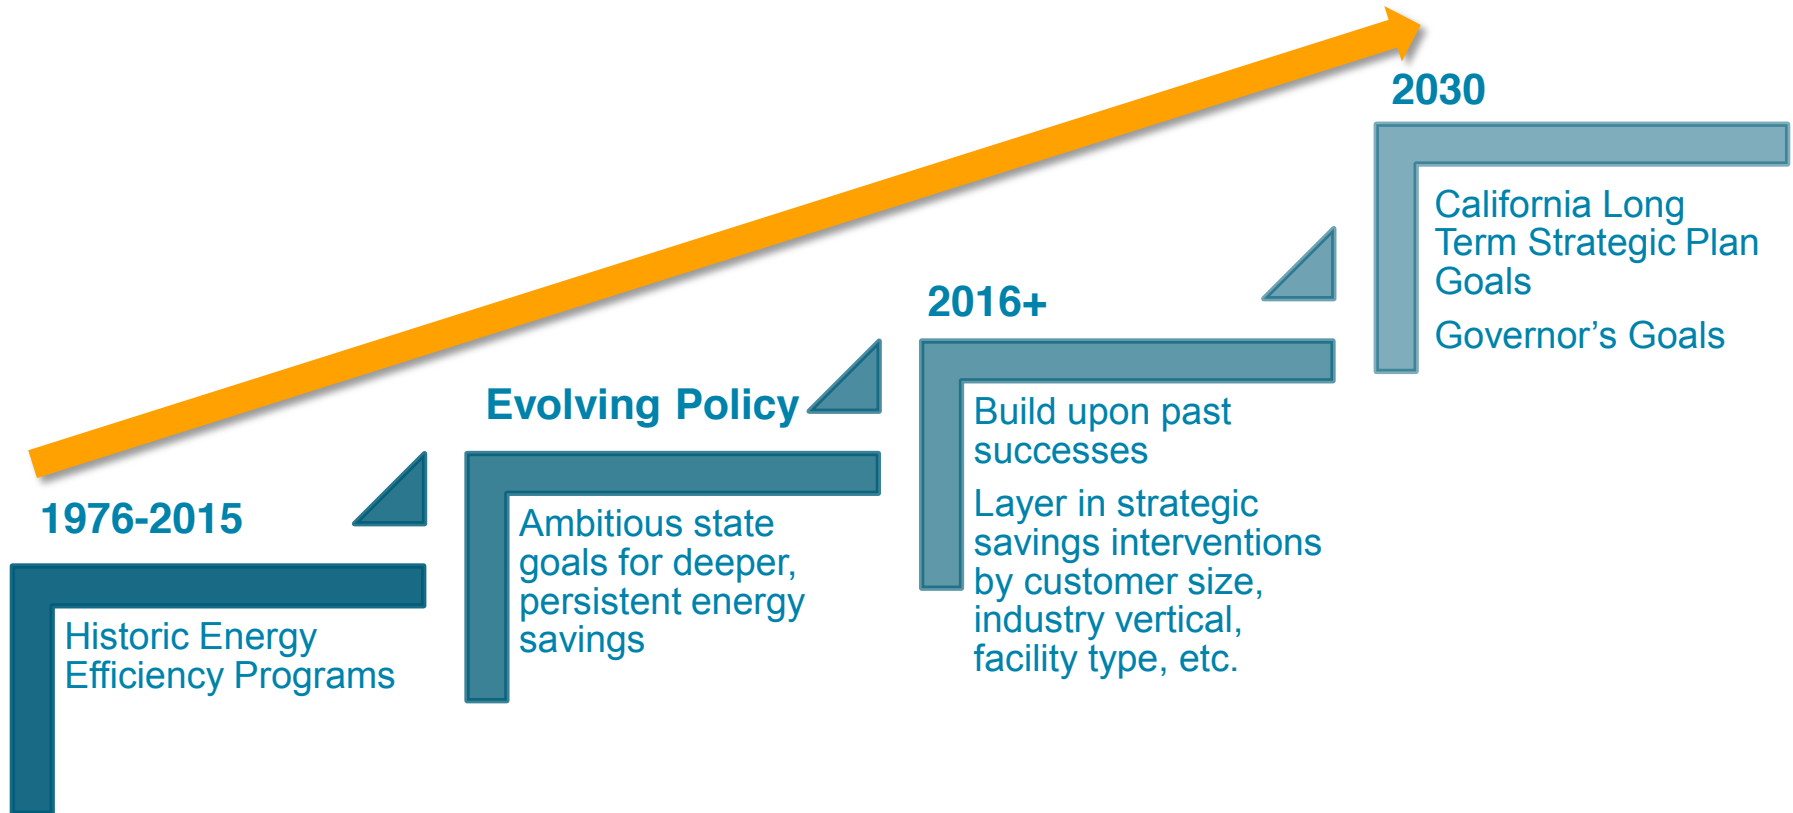 1976-2015
Historic Energy
Efficiency Programs
Evolving Policy
Ambitious state
goals for deeper,
persistent energy
savings
2016+
Build upon past
successes
Layer in strategic
savings interventions
by customer size,
industry vertical,
facility type, etc.
2030
California Long
Term Strategic Plan
Goals
Governor’s Goals